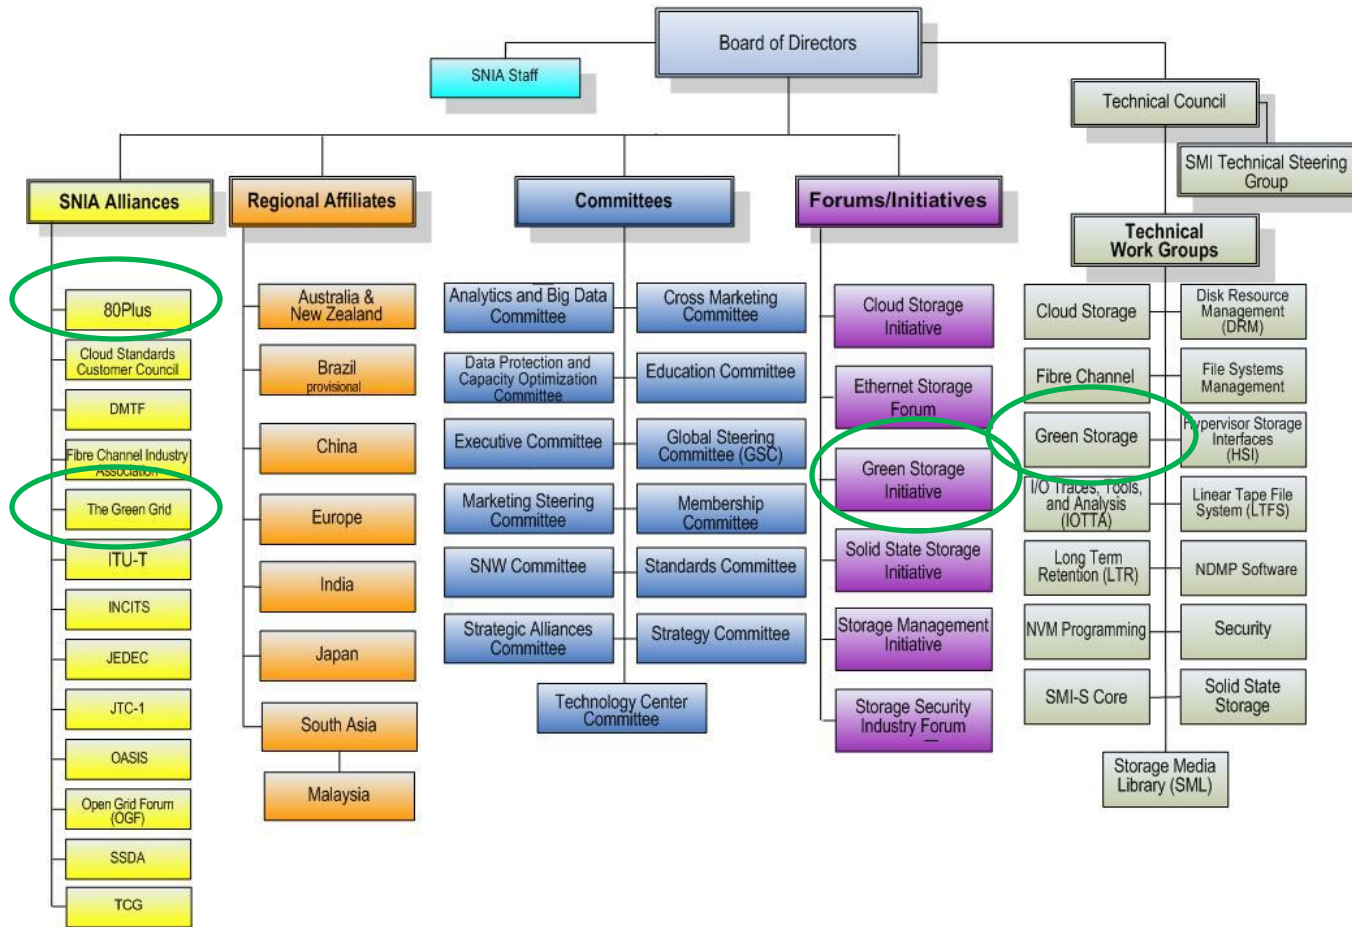 Board of Directors
SNIA Staff
Technical Council
SMI Technical Steering
Group
SNIA Alliances
Regional Affiliates
Committees
Forums/Initiatives
Technical
Work Groups
80Plus
Cloud Standards
Customer Council
DMTF
Fibre Channel Industry
Association
The Green Grid
ITU-T
INCITS
JEDEC
JTC-1
OASIS
Open Grid Forum
(OGF)
SSDA
TCG
Australia &
New Zealand
Brazil
provisional
China
Europe
India
Japan
South Asia
Malaysia
Analytics and Big Data
Committee
Cross Marketing
Committee
Data Protection and
Capacity Optimization
Committee
Education Committee
Executive Committee
Global Steering
Committee (GSC)
Marketing Steering
Committee
Membership
Committee
SNW Committee
Standards Committee
Strategic Alliances
Committee
Strategy Committee
Technology Center
Committee
Cloud Storage
Initiative
Ethernet Storage
Forum
Green Storage
Initiative
Solid State Storage
Initiative
Storage Management
Initiative
Storage Security
Industry Forum
Cloud Storage
Disk Resource
Management
(DRM)
Fibre Channel
File Systems
Management
Green Storage
Hypervisor Storage
Interfaces
(HSI)
I/O Traces, Tools,
and Analysis
(IOTTA)
Linear Tape File
System (LTFS)
Long Term
Retention (LTR)
NDMP Software
NVM Programming
Security
SMI-S Core
Solid State
Storage
Storage Media
Library (SML)